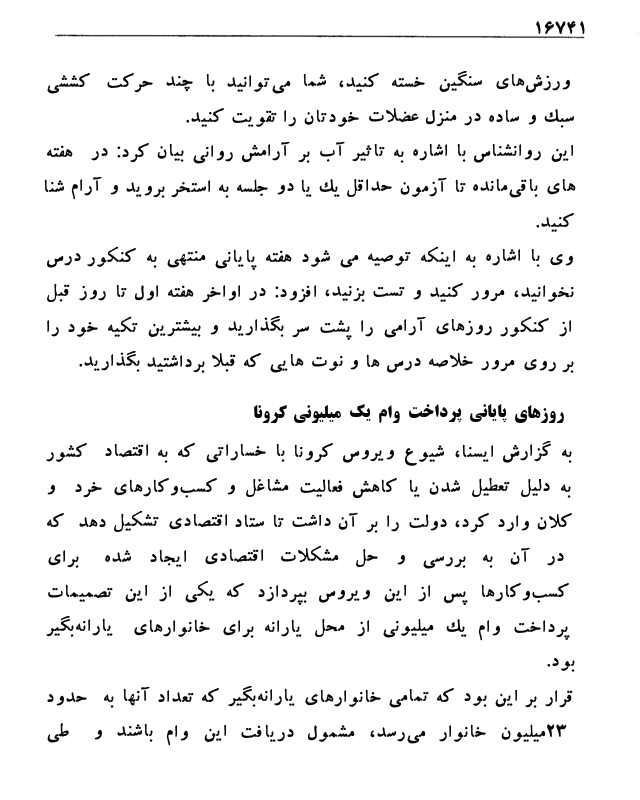 ۱۶۷۴۱
ورزش‌های سنگین خسته کنید، شما می‌توانید با چند حرکت کششی
سبك و ساده در منزل عضلات خودتان را تقویت کنید.
این روانشناس با اشاره به تاثیر آب بر آرامش روانی بیان کرد: در هفته
های باقی‌مانده تا آزمون حداقل یك یا دو جلسه به استخر بروید و آرام شنا
کنید.
وی با اشاره به اینکه توصیه می شود هفته پایانی منتهی به کنکور درس
نخوانید، مرور کنید و تست بزنید، افزود: در اواخر هفته اول تا روز قبل
از کنکور روزهای آرامی را پشت سر بگذارید و بیشترین تکیه خود را
بر روی مرور خلاصه درس ها و نوت هایی که قبلا برداشتید بگذارید.
روزهای پایانی پرداخت وام یک میلیونی کرونا
به گزارش ایسنا، شیوع ویروس کرونا با خساراتی که به اقتصاد کشور
به دلیل تعطیل شدن یا کاهش فعالیت مشاغل و کسب‌وکارهای خرد و
کلان وارد کرد، دولت را بر آن داشت تا ستاد اقتصادی تشکیل دهد که
در آن به بررسی و حل مشکلات اقتصادی ایجاد شده برای
کسب‌وکارها پس از این ویروس بپردازد که یکی از این تصمیمات
پرداخت وام یك میلیونی از محل یارانه برای خانوارهای یارانه‌بگیر
بود.
قرار بر این بود که تمامی خانوارهای یارانه‌بگیر که تعداد آنها به حدود
۲۳میلیون خانوار می‌رسد، مشمول دریافت این وام باشند و طی